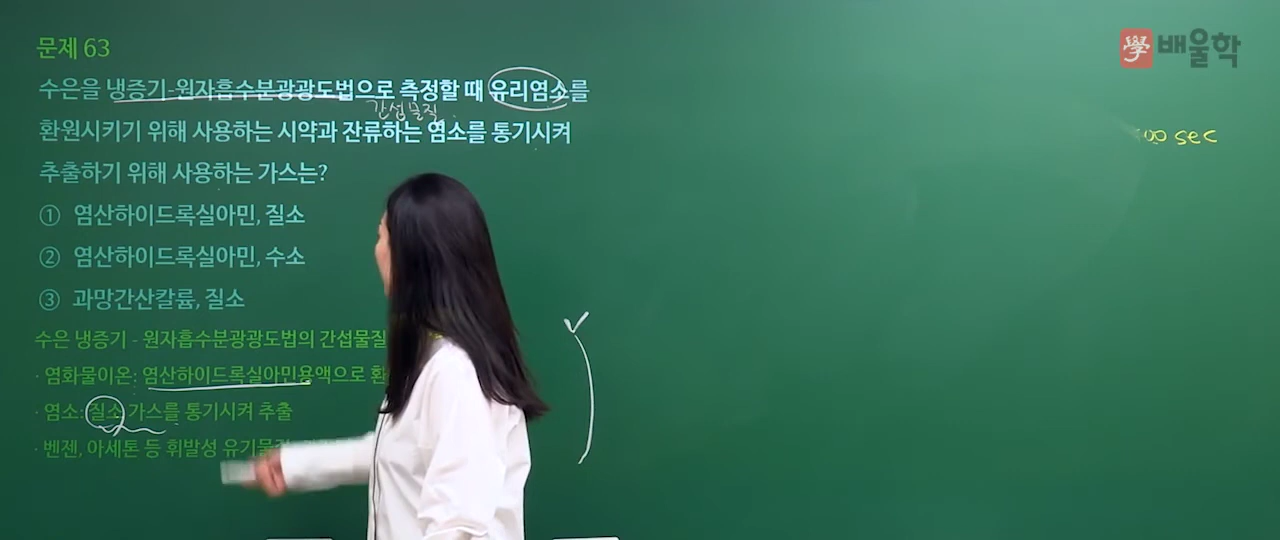 문제 63
學 배울학
수은을 냉증기-원자흡수분광광도법으로 측정할 때 유리염소를
간섭물질
환원시키기 위해 사용하는 시약과 잔류하는 염소를 통기시켜
00 sec
추출하기 위해 사용하는 가스는?
① 염산하이드록실아민, 질소
② 염산하이드록실아민, 수소
③ 과망간산칼륨, 질소
수은 냉증기 - 원자흡수분광광도법의 간섭물질
· 염화물이온: 염산하이드록실아민용액으로 환
· 염소: 질소 가스를 통기시켜 추출
· 벤젠, 아세톤 등 휘발성 유기물질